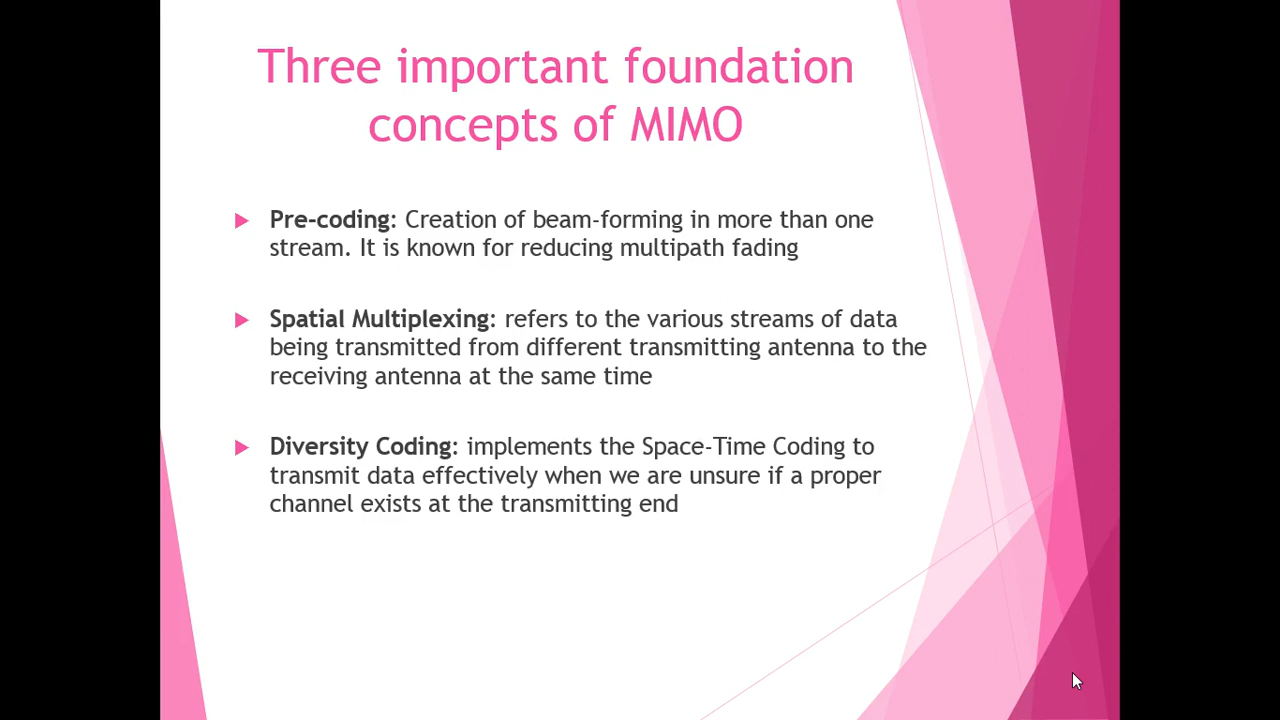 Three important foundation
concepts of MIMO
Pre-coding: Creation of beam-forming in more than one
stream. It is known for reducing multipath fading
Spatial Multiplexing: refers to the various streams of data
being transmitted from different transmitting antenna to the
receiving antenna at the same time
Diversity Coding: implements the Space-Time Coding to
transmit data effectively when we are unsure if a proper
channel exists at the transmitting end